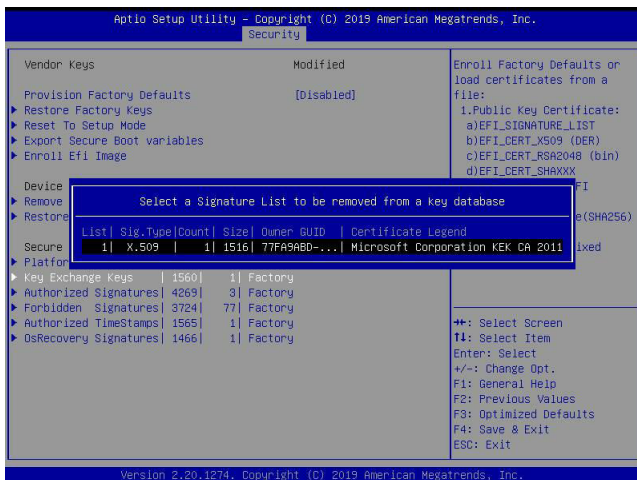 Aptio Setup Utility – Copyright (C) 2019 American Megatrends, Inc.
Security
Vendor Keys Modified
Provision Factory Defaults [Disabled]
▶ Restore Factory Keys
▶ Reset To Setup Mode
▶ Export Secure Boot variables
▶ Enroll Efi Image
Device
▶ Remove
▶ Restore
Secure
▶ Platfor
▶ Key Exchange Keys | 1560| 1| Factory
▶ Authorized Signatures| 4269| 3| Factory
▶ Forbidden Signatures| 3724| 77| Factory
▶ Authorized TimeStamps| 1565| 1| Factory
▶ OsRecovery Signatures| 1466| 1| Factory
Select a Signature List to be removed from a key database
List| Sig.Type|Count| Size| Owner GUID | Certificate Legend
1| X.509 | 1| 1516| 77FA9ABD-...| Microsoft Corporation KEK CA 2011
Enroll Factory Defaults or
load certificates from a
file:
1.Public Key Certificate:
a)EFI_SIGNATURE_LIST
b)EFI_CERT_X509 (DER)
c)EFI_CERT_RSA2048 (bin)
d)EFI_CERT_SHAXXX
FI
e(SHA256)
ixed
→←: Select Screen
↑↓: Select Item
Enter: Select
+/-: Change Opt.
F1: General Help
F2: Previous Values
F3: Optimized Defaults
F4: Save & Exit
ESC: Exit
Version 2.20.1274. Copyright (C) 2019 American Megatrends, Inc.